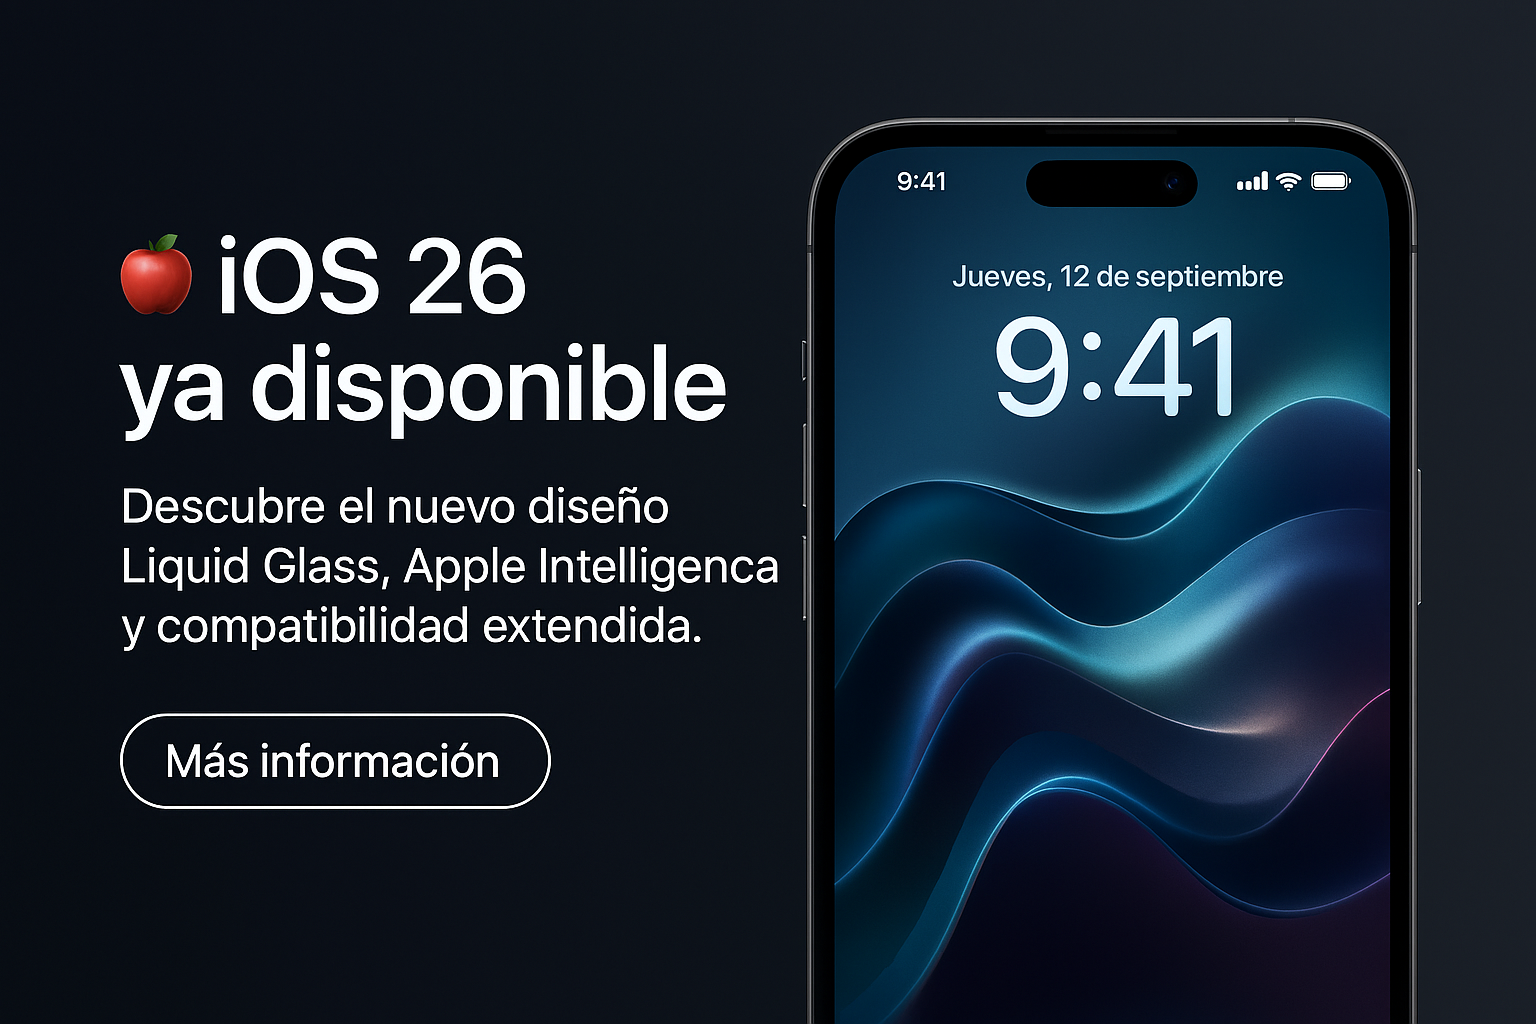 iOS 26
ya disponible
Descubre el nuevo diseño
Liquid Glass, Apple Intelligenca
y compatibilidad extendida.
Más información
9:41
Jueves, 12 de septiembre
9:41